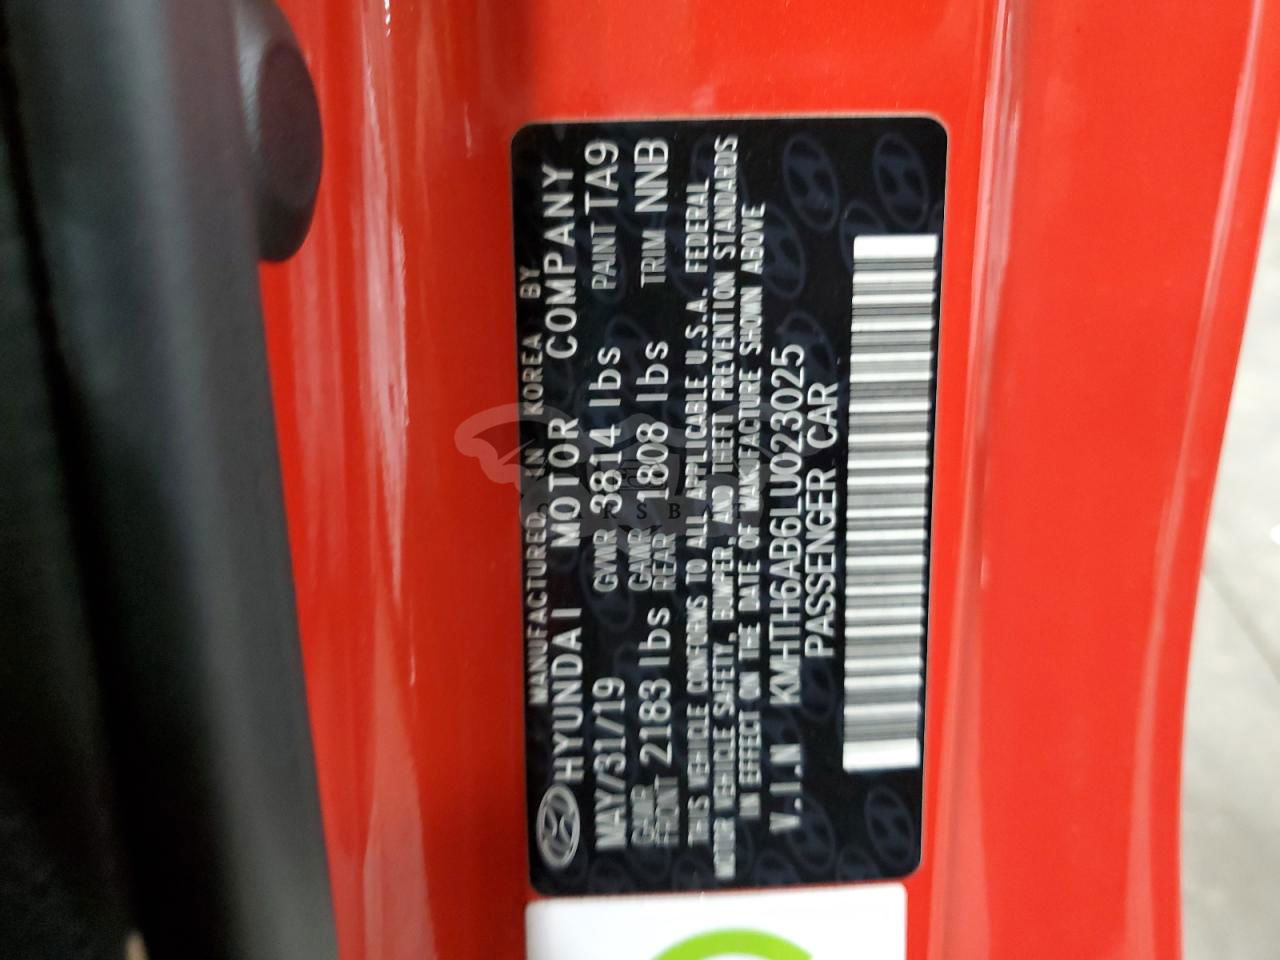 MANUFACTURED IN KOREA BY
HYUNDAI MOTOR COMPANY
MAY/31/19 GVWR 3814 lbs PAINT TA9
GAWR FRONT 2183 lbs GAWR REAR 1808 lbs TRIM NNB
THIS VEHICLE CONFORMS TO ALL APPLICABLE U.S.A. FEDERAL
MOTOR VEHICLE SAFETY, BUMPER, AND THEFT PREVENTION STANDARDS
IN EFFECT ON THE DATE OF MANUFACTURE SHOWN ABOVE
V.I.N KMHTH6AB6LU023025
PASSENGER CAR
CARSBAT